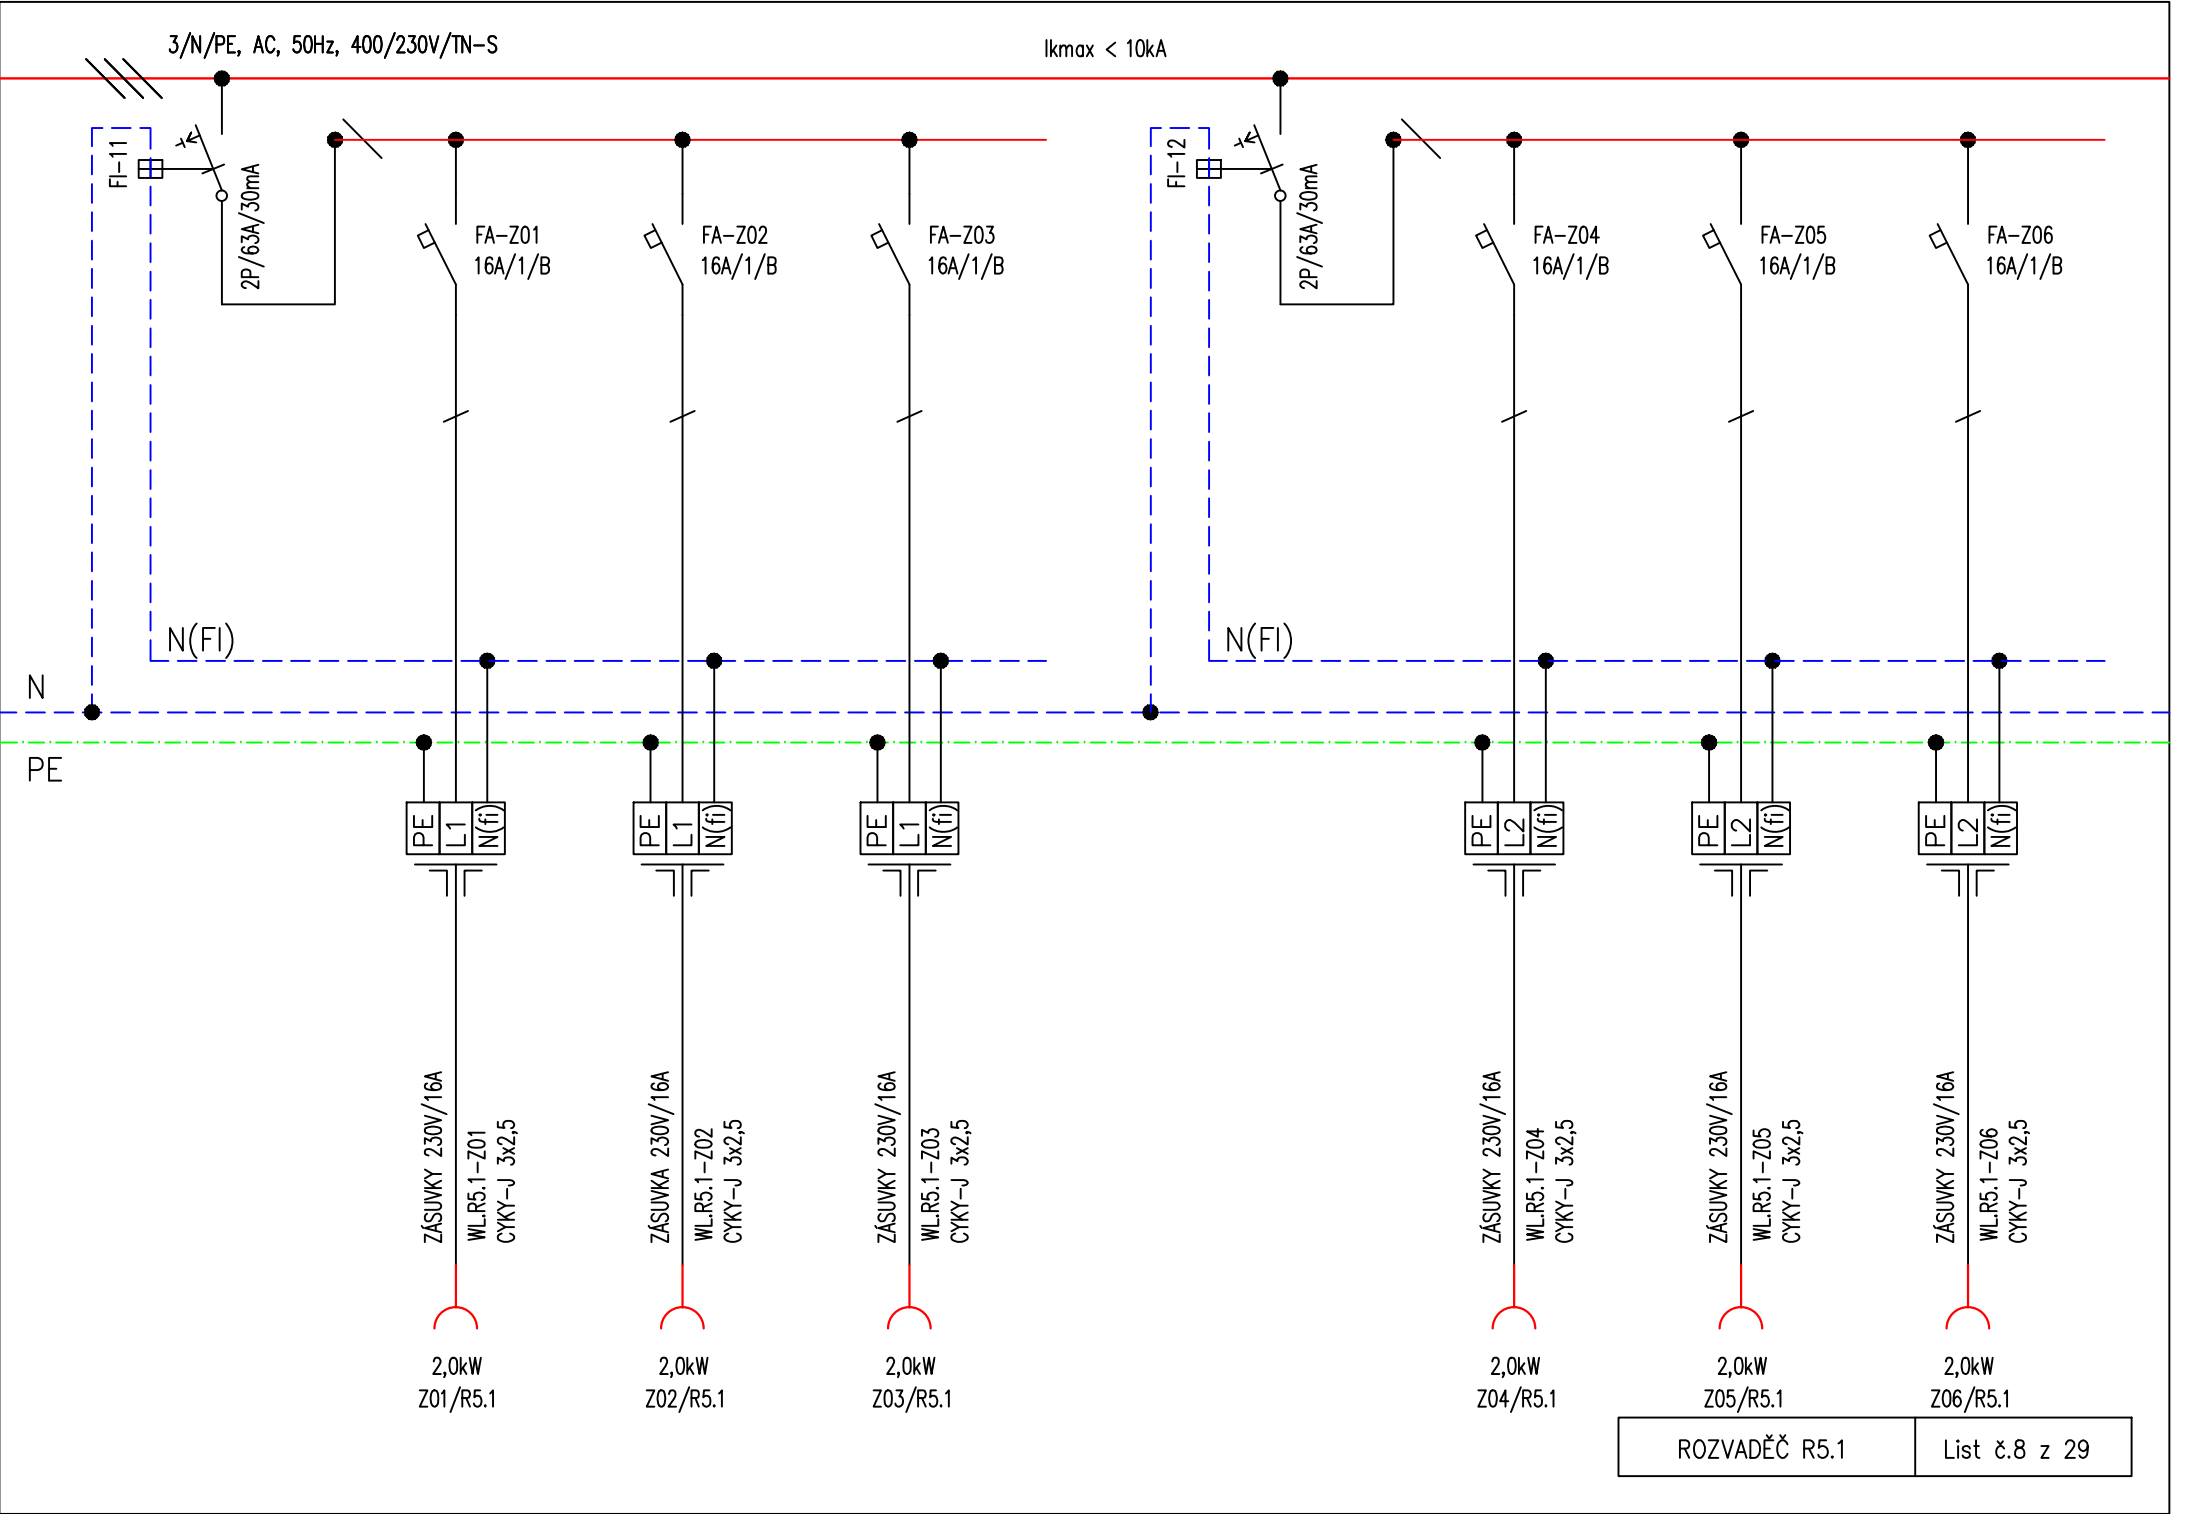 3/N/PE, AC, 50Hz, 400/230V/TN-S
Ikmax < 10kA
FI-11
2P/63A/30mA
FA-Z01
16A/1/B
FA-Z02
16A/1/B
FA-Z03
16A/1/B
FI-12
2P/63A/30mA
FA-Z04
16A/1/B
FA-Z05
16A/1/B
FA-Z06
16A/1/B
N(FI)
N(FI)
N
PE
PE L1 N(fi)
PE L1 N(fi)
PE L1 N(fi)
PE L2 N(fi)
PE L2 N(fi)
PE L2 N(fi)
ZÁSUVKY 230V/16A
WL.R5.1-Z01
CYKY-J 3x2,5
ZÁSUVKA 230V/16A
WL.R5.1-Z02
CYKY-J 3x2,5
ZÁSUVKY 230V/16A
WL.R5.1-Z03
CYKY-J 3x2,5
ZÁSUVKY 230V/16A
WL.R5.1-Z04
CYKY-J 3x2,5
ZÁSUVKY 230V/16A
WL.R5.1-Z05
CYKY-J 3x2,5
ZÁSUVKY 230V/16A
WL.R5.1-Z06
CYKY-J 3x2,5
2,0kW
Z01/R5.1
2,0kW
Z02/R5.1
2,0kW
Z03/R5.1
2,0kW
Z04/R5.1
2,0kW
Z05/R5.1
2,0kW
Z06/R5.1
ROZVADĚČ R5.1
List č.8 z 29